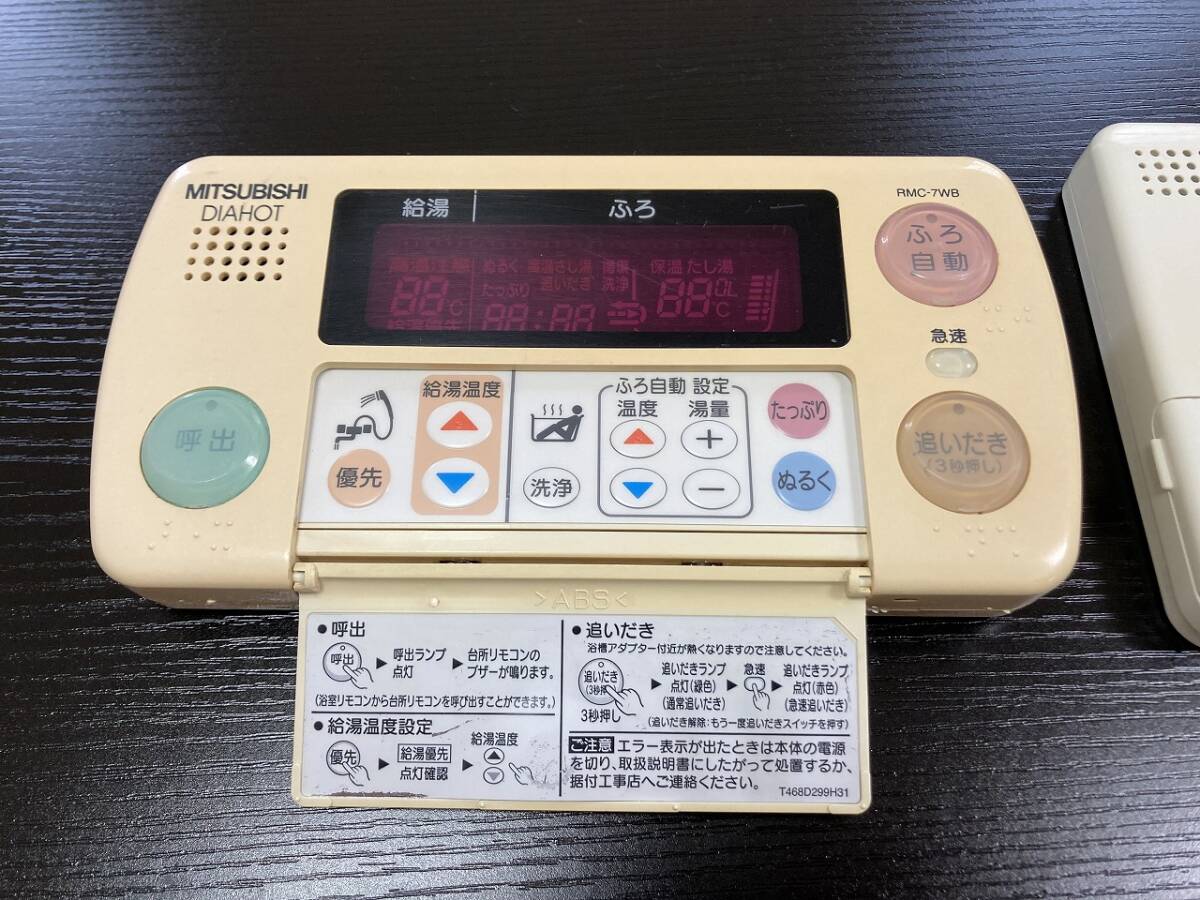 MITSUBISHI
DIAHOT
RMC-7WB
給湯
ふろ
ぬるく
高温さし湯
保温 たし湯
たっぷり
追いだき
洗浄
88℃
88:88
88
0L
℃
給湯優先
ふろ
自動
急速
追いだき
(3秒押し)
呼出
給湯温度
優先
洗浄
ふろ自動 設定
温度
湯量
+
−
たっぷり
ぬるく
>ABS<
●呼出
呼出
▶呼出ランプ
点灯
▶台所リモコンの
ブザーが鳴ります。
(浴室リモコンから台所リモコンを呼び出すことができます。)
●給湯温度設定
優先
▶給湯優先
点灯確認
▶給湯温度
●追いだき
浴槽アダプター付近が熱くなりますので注意してください。
追いだき
(3秒押し)
3秒押し
▶追いだきランプ
点灯(緑色)
(通常追いだき)
▶急速
▶追いだきランプ
点灯(赤色)
(急速追いだき)
(追いだき解除:もう一度追いだきスイッチを押す)
ご注意 エラー表示が出たときは本体の電源
を切り、取扱説明書にしたがって処置するか、
据付工事店へご連絡ください。
T468D299H31